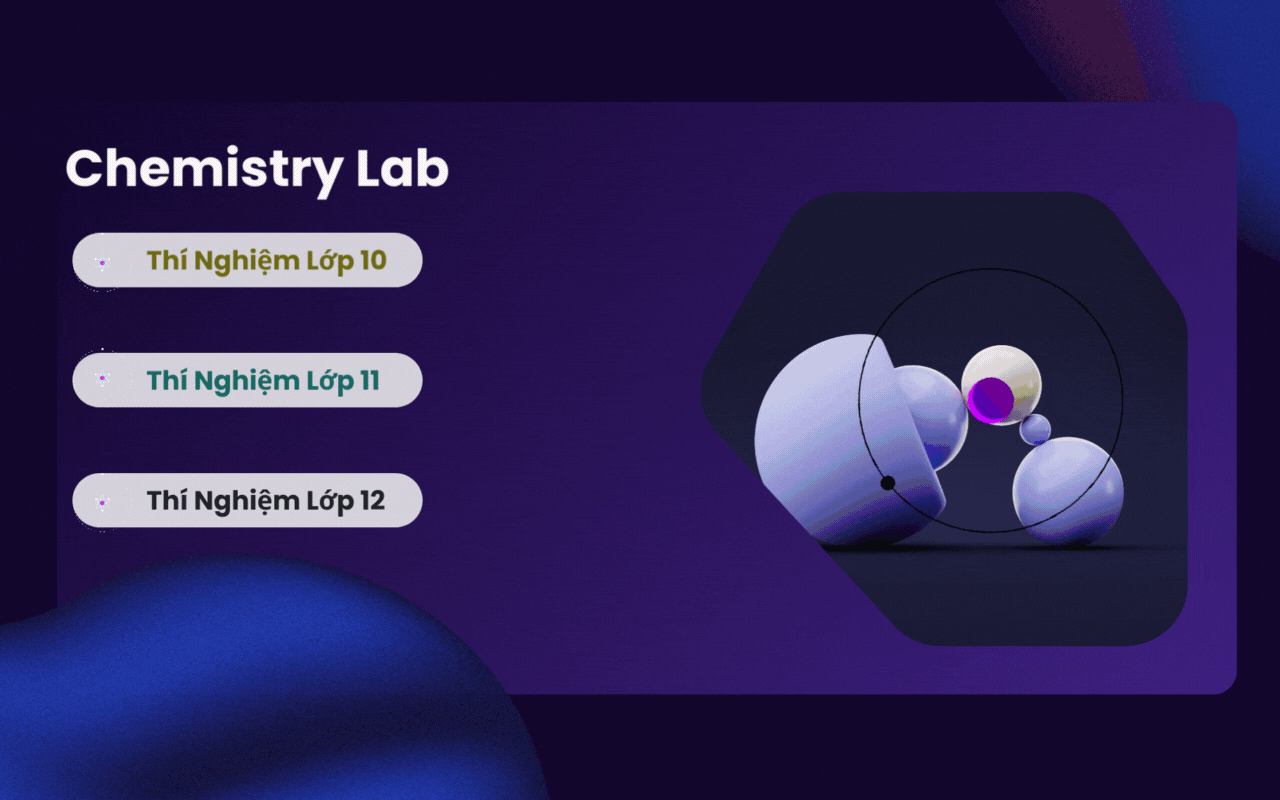 Chemistry Lab
Thí Nghiệm Lớp 10
Thí Nghiệm Lớp 11
Thí Nghiệm Lớp 12